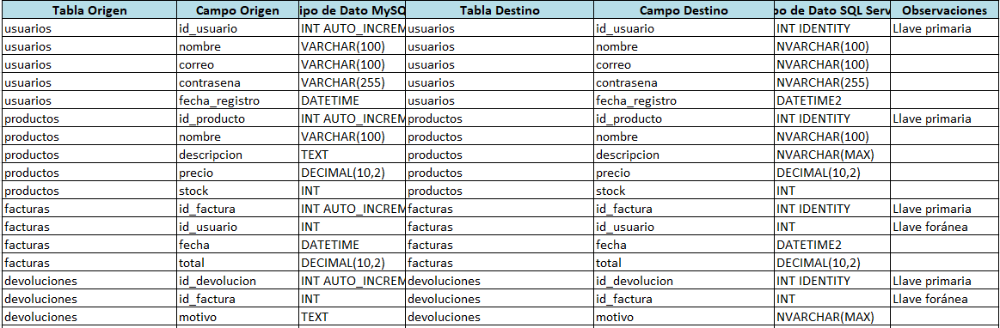 Tabla Origen Campo Origen ipo de Dato MySQ Tabla Destino Campo Destino po de Dato SQL Serv Observaciones
usuarios id_usuario INT AUTO_INCREM usuarios id_usuario INT IDENTITY Llave primaria
usuarios nombre VARCHAR(100) usuarios nombre NVARCHAR(100)
usuarios correo VARCHAR(100) usuarios correo NVARCHAR(100)
usuarios contrasena VARCHAR(255) usuarios contrasena NVARCHAR(255)
usuarios fecha_registro DATETIME usuarios fecha_registro DATETIME2
productos id_producto INT AUTO_INCREM productos id_producto INT IDENTITY Llave primaria
productos nombre VARCHAR(100) productos nombre NVARCHAR(100)
productos descripcion TEXT productos descripcion NVARCHAR(MAX)
productos precio DECIMAL(10,2) productos precio DECIMAL(10,2)
productos stock INT productos stock INT
facturas id_factura INT AUTO_INCREM facturas id_factura INT IDENTITY Llave primaria
facturas id_usuario INT facturas id_usuario INT Llave foránea
facturas fecha DATETIME facturas fecha DATETIME2
facturas total DECIMAL(10,2) facturas total DECIMAL(10,2)
devoluciones id_devolucion INT AUTO_INCREM devoluciones id_devolucion INT IDENTITY Llave primaria
devoluciones id_factura INT devoluciones id_factura INT Llave foránea
devoluciones motivo TEXT devoluciones motivo NVARCHAR(MAX)